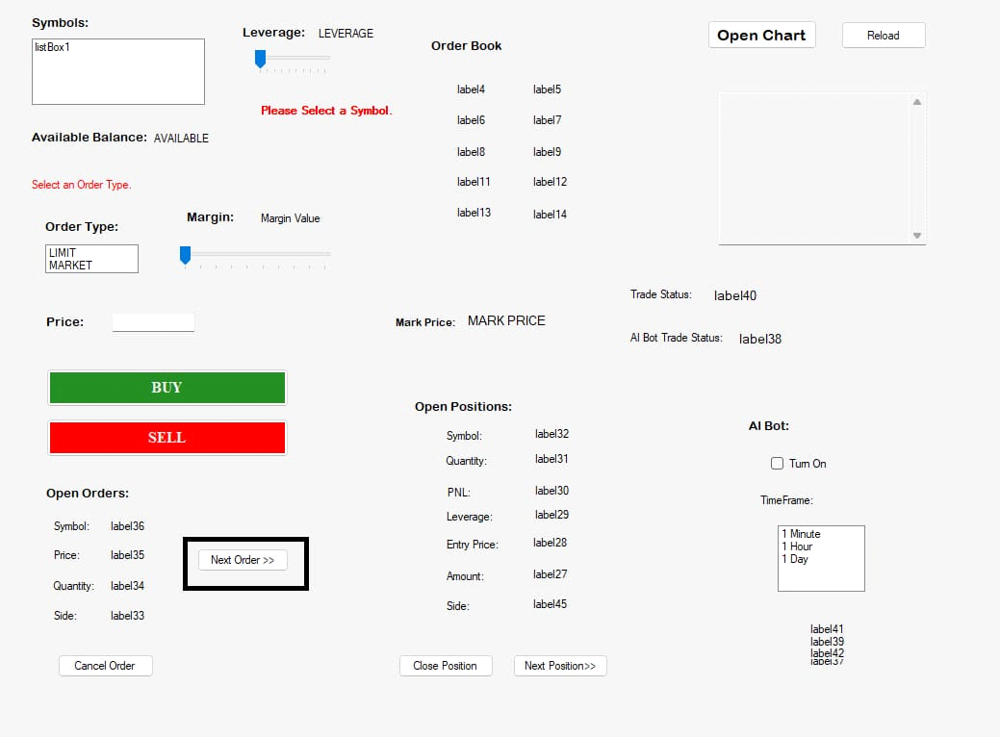 Symbols:
listBox1
Leverage: LEVERAGE
Please Select a Symbol.
Available Balance: AVAILABLE
Select an Order Type.
Order Type:
LIMIT
MARKET
Margin: Margin Value
Price:
BUY
SELL
Order Book
label4 label5
label6 label7
label8 label9
label11 label12
label13 label14
Open Chart
Reload
Mark Price: MARK PRICE
Trade Status: label40
AI Bot Trade Status: label38
Open Orders:
Symbol: label36
Price: label35
Quantity: label34
Side: label33
Next Order >>
Cancel Order
Open Positions:
Symbol: label32
Quantity: label31
PNL: label30
Leverage: label29
Entry Price: label28
Amount: label27
Side: label45
Close Position
Next Position>>
AI Bot:
Turn On
TimeFrame:
1 Minute
1 Hour
1 Day
label41
label39
label42
label37